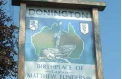 DONINGTON
BIRTHPLACE OF
MATTHEW FLINDERS